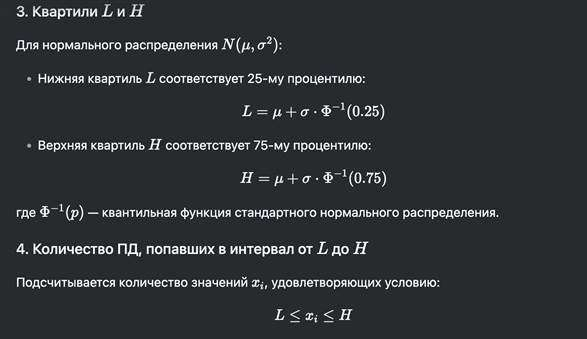 3. Квартили L и H
Для нормального распределения N(μ, σ²):
• Нижняя квартиль L соответствует 25-му процентилю:
L = μ + σ · Φ⁻¹(0.25)
• Верхняя квартиль H соответствует 75-му процентилю:
H = μ + σ · Φ⁻¹(0.75)
где Φ⁻¹(p) — квантильная функция стандартного нормального распределения.
4. Количество ПД, попавших в интервал от L до H
Подсчитывается количество значений xᵢ, удовлетворяющих условию:
L ≤ xᵢ ≤ H